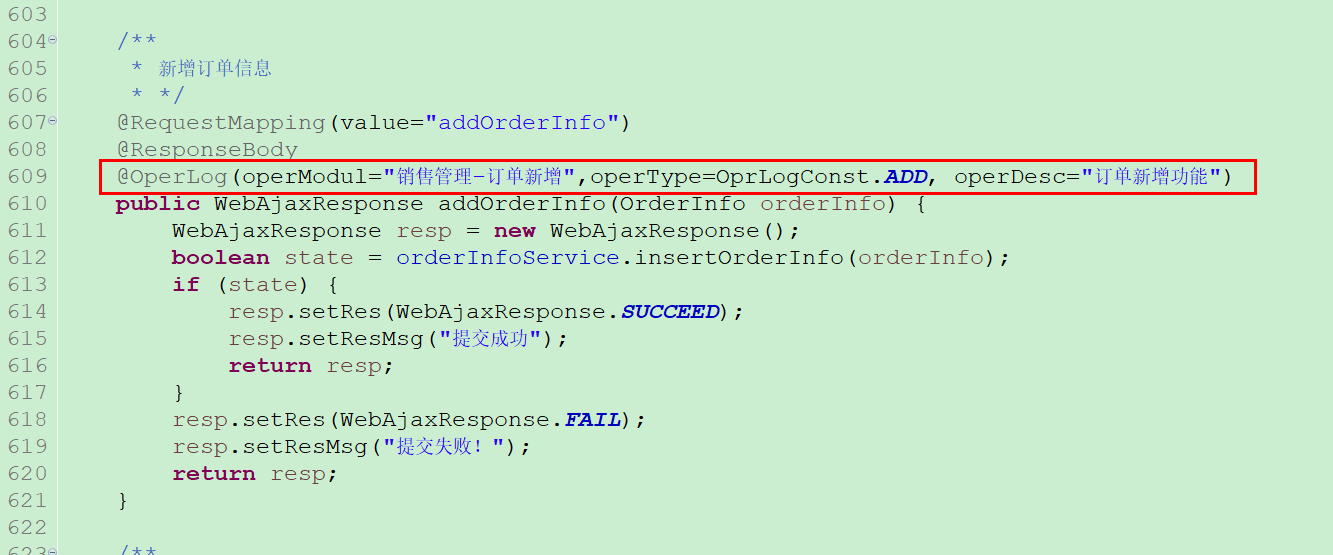 603
604 /**
605 * 新增订单信息
606 * */
607 @RequestMapping(value="addOrderInfo")
608 @ResponseBody
609 @OperLog(operModul="销售管理-订单新增",operType=OprLogConst.ADD, operDesc="订单新增功能")
610 public WebAjaxResponse addOrderInfo(OrderInfo orderInfo) {
611 WebAjaxResponse resp = new WebAjaxResponse();
612 boolean state = orderInfoService.insertOrderInfo(orderInfo);
613 if (state) {
614 resp.setRes(WebAjaxResponse.SUCCEED);
615 resp.setResMsg("提交成功");
616 return resp;
617 }
618 resp.setRes(WebAjaxResponse.FAIL);
619 resp.setResMsg("提交失败！");
620 return resp;
621 }
622
623 /**